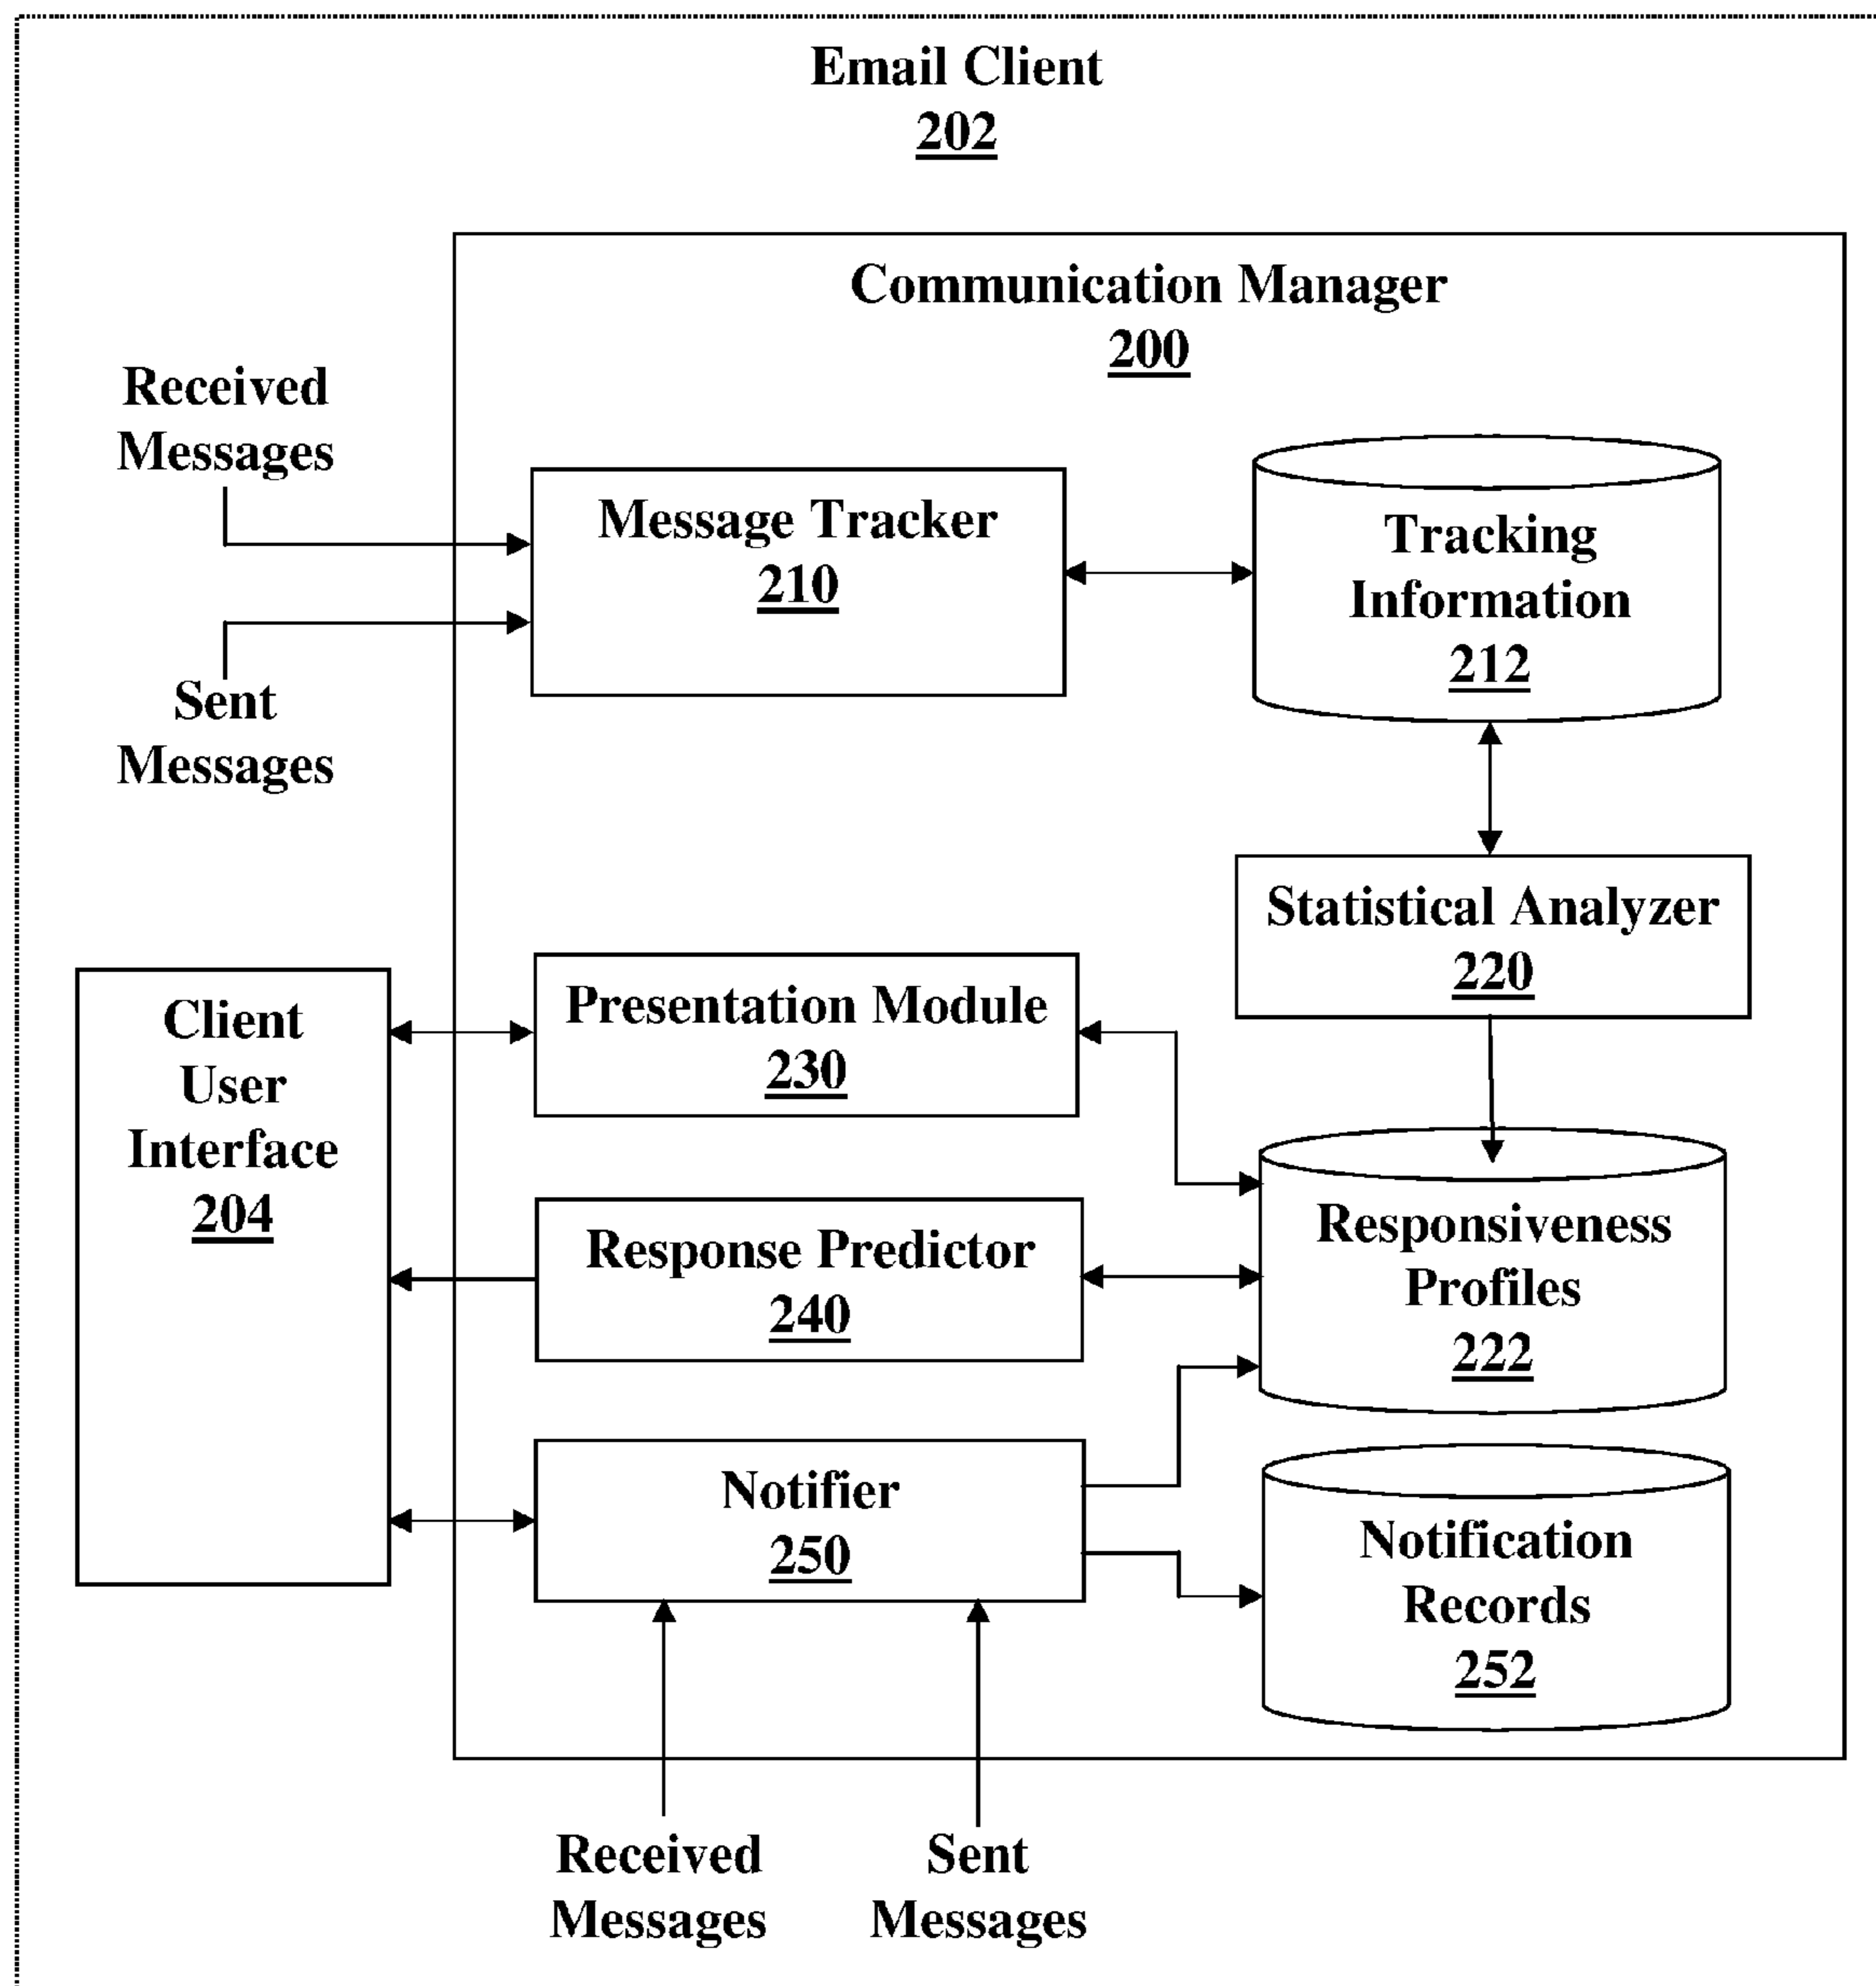 Email Client
202
Communication Manager
200
Received
Messages
Message Tracker
210
Tracking
Information
212
Sent
Messages
Statistical Analyzer
220
Client
User
Interface
204
Presentation Module
230
Response Predictor
240
Responsiveness
Profiles
222
Notifier
250
Notification
Records
252
Received
Messages
Sent
Messages